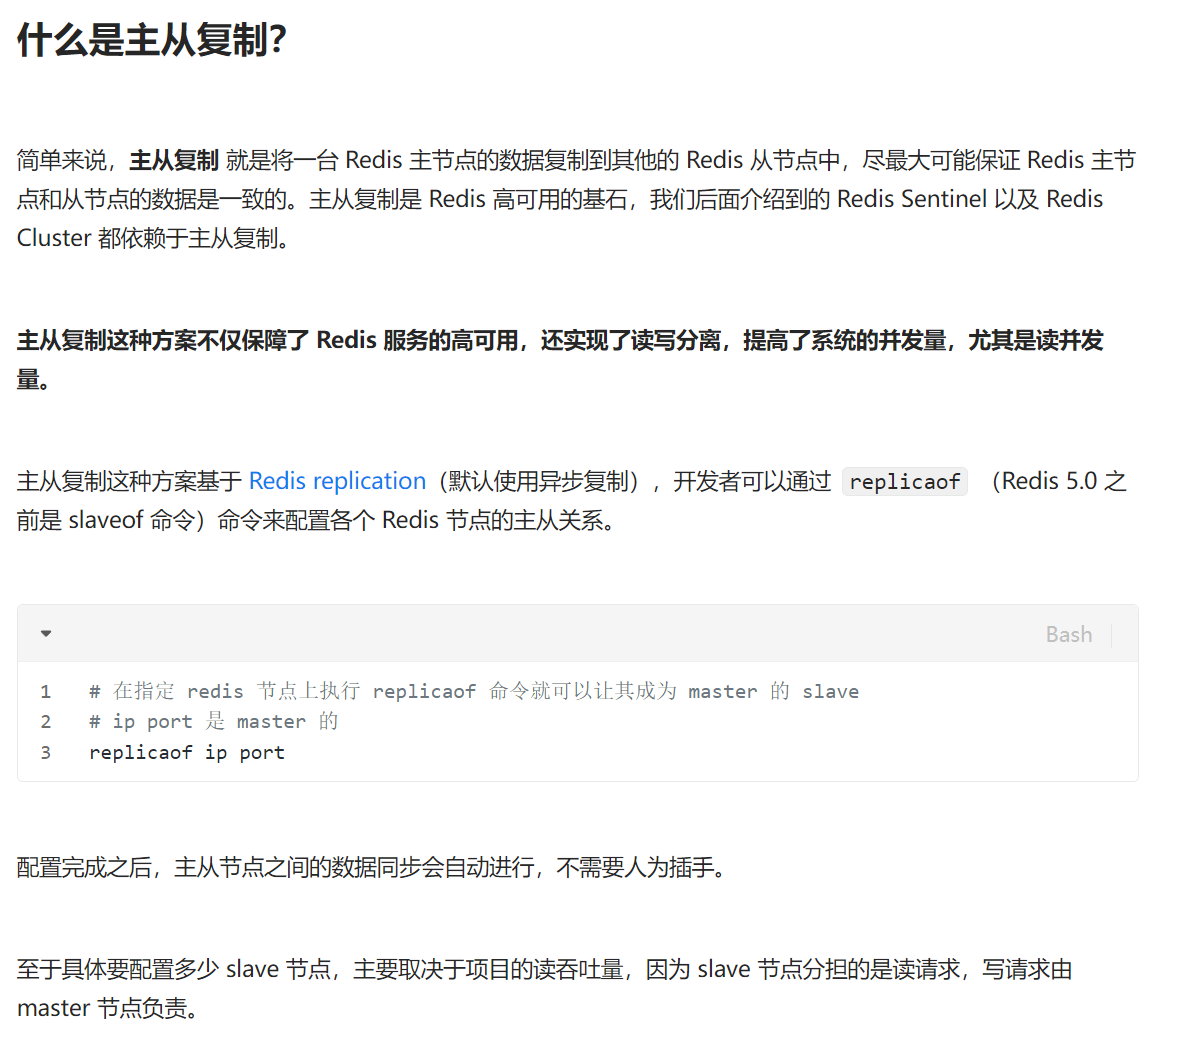 什么是主从复制？
简单来说，主从复制 就是将一台 Redis 主节点的数据复制到其他的 Redis 从节点中，尽最大可能保证 Redis 主节
点和从节点的数据是一致的。主从复制是 Redis 高可用的基石，我们后面介绍到的 Redis Sentinel 以及 Redis
Cluster 都依赖于主从复制。
主从复制这种方案不仅保障了 Redis 服务的高可用，还实现了读写分离，提高了系统的并发量，尤其是读并发
量。
主从复制这种方案基于 Redis replication（默认使用异步复制），开发者可以通过 replicaof （Redis 5.0 之
前是 slaveof 命令）命令来配置各个 Redis 节点的主从关系。
Bash
1 # 在指定 redis 节点上执行 replicaof 命令就可以让其成为 master 的 slave
2 # ip port 是 master 的
3 replicaof ip port
配置完成之后，主从节点之间的数据同步会自动进行，不需要人为插手。
至于具体要配置多少 slave 节点，主要取决于项目的读吞吐量，因为 slave 节点分担的是读请求，写请求由
master 节点负责。